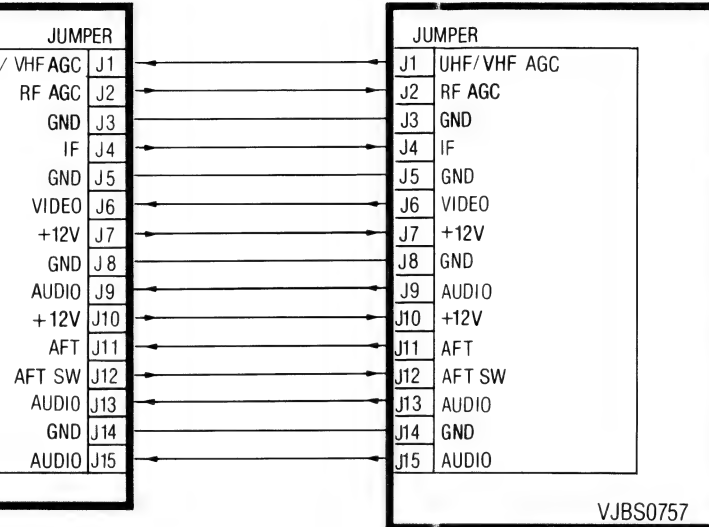 JUMPER JUMPER
/ VHF AGC J1 J1 UHF/VHF AGC
RF AGC J2 J2 RF AGC
GND J3 J3 GND
IF J4 J4 IF
GND J5 J5 GND
VIDEO J6 J6 VIDEO
+12V J7 J7 +12V
GND J8 J8 GND
AUDIO J9 J9 AUDIO
+12V J10 J10 +12V
AFT J11 J11 AFT
AFT SW J12 J12 AFT SW
AUDIO J13 J13 AUDIO
GND J14 J14 GND
AUDIO J15 J15 AUDIO
VJBS0757